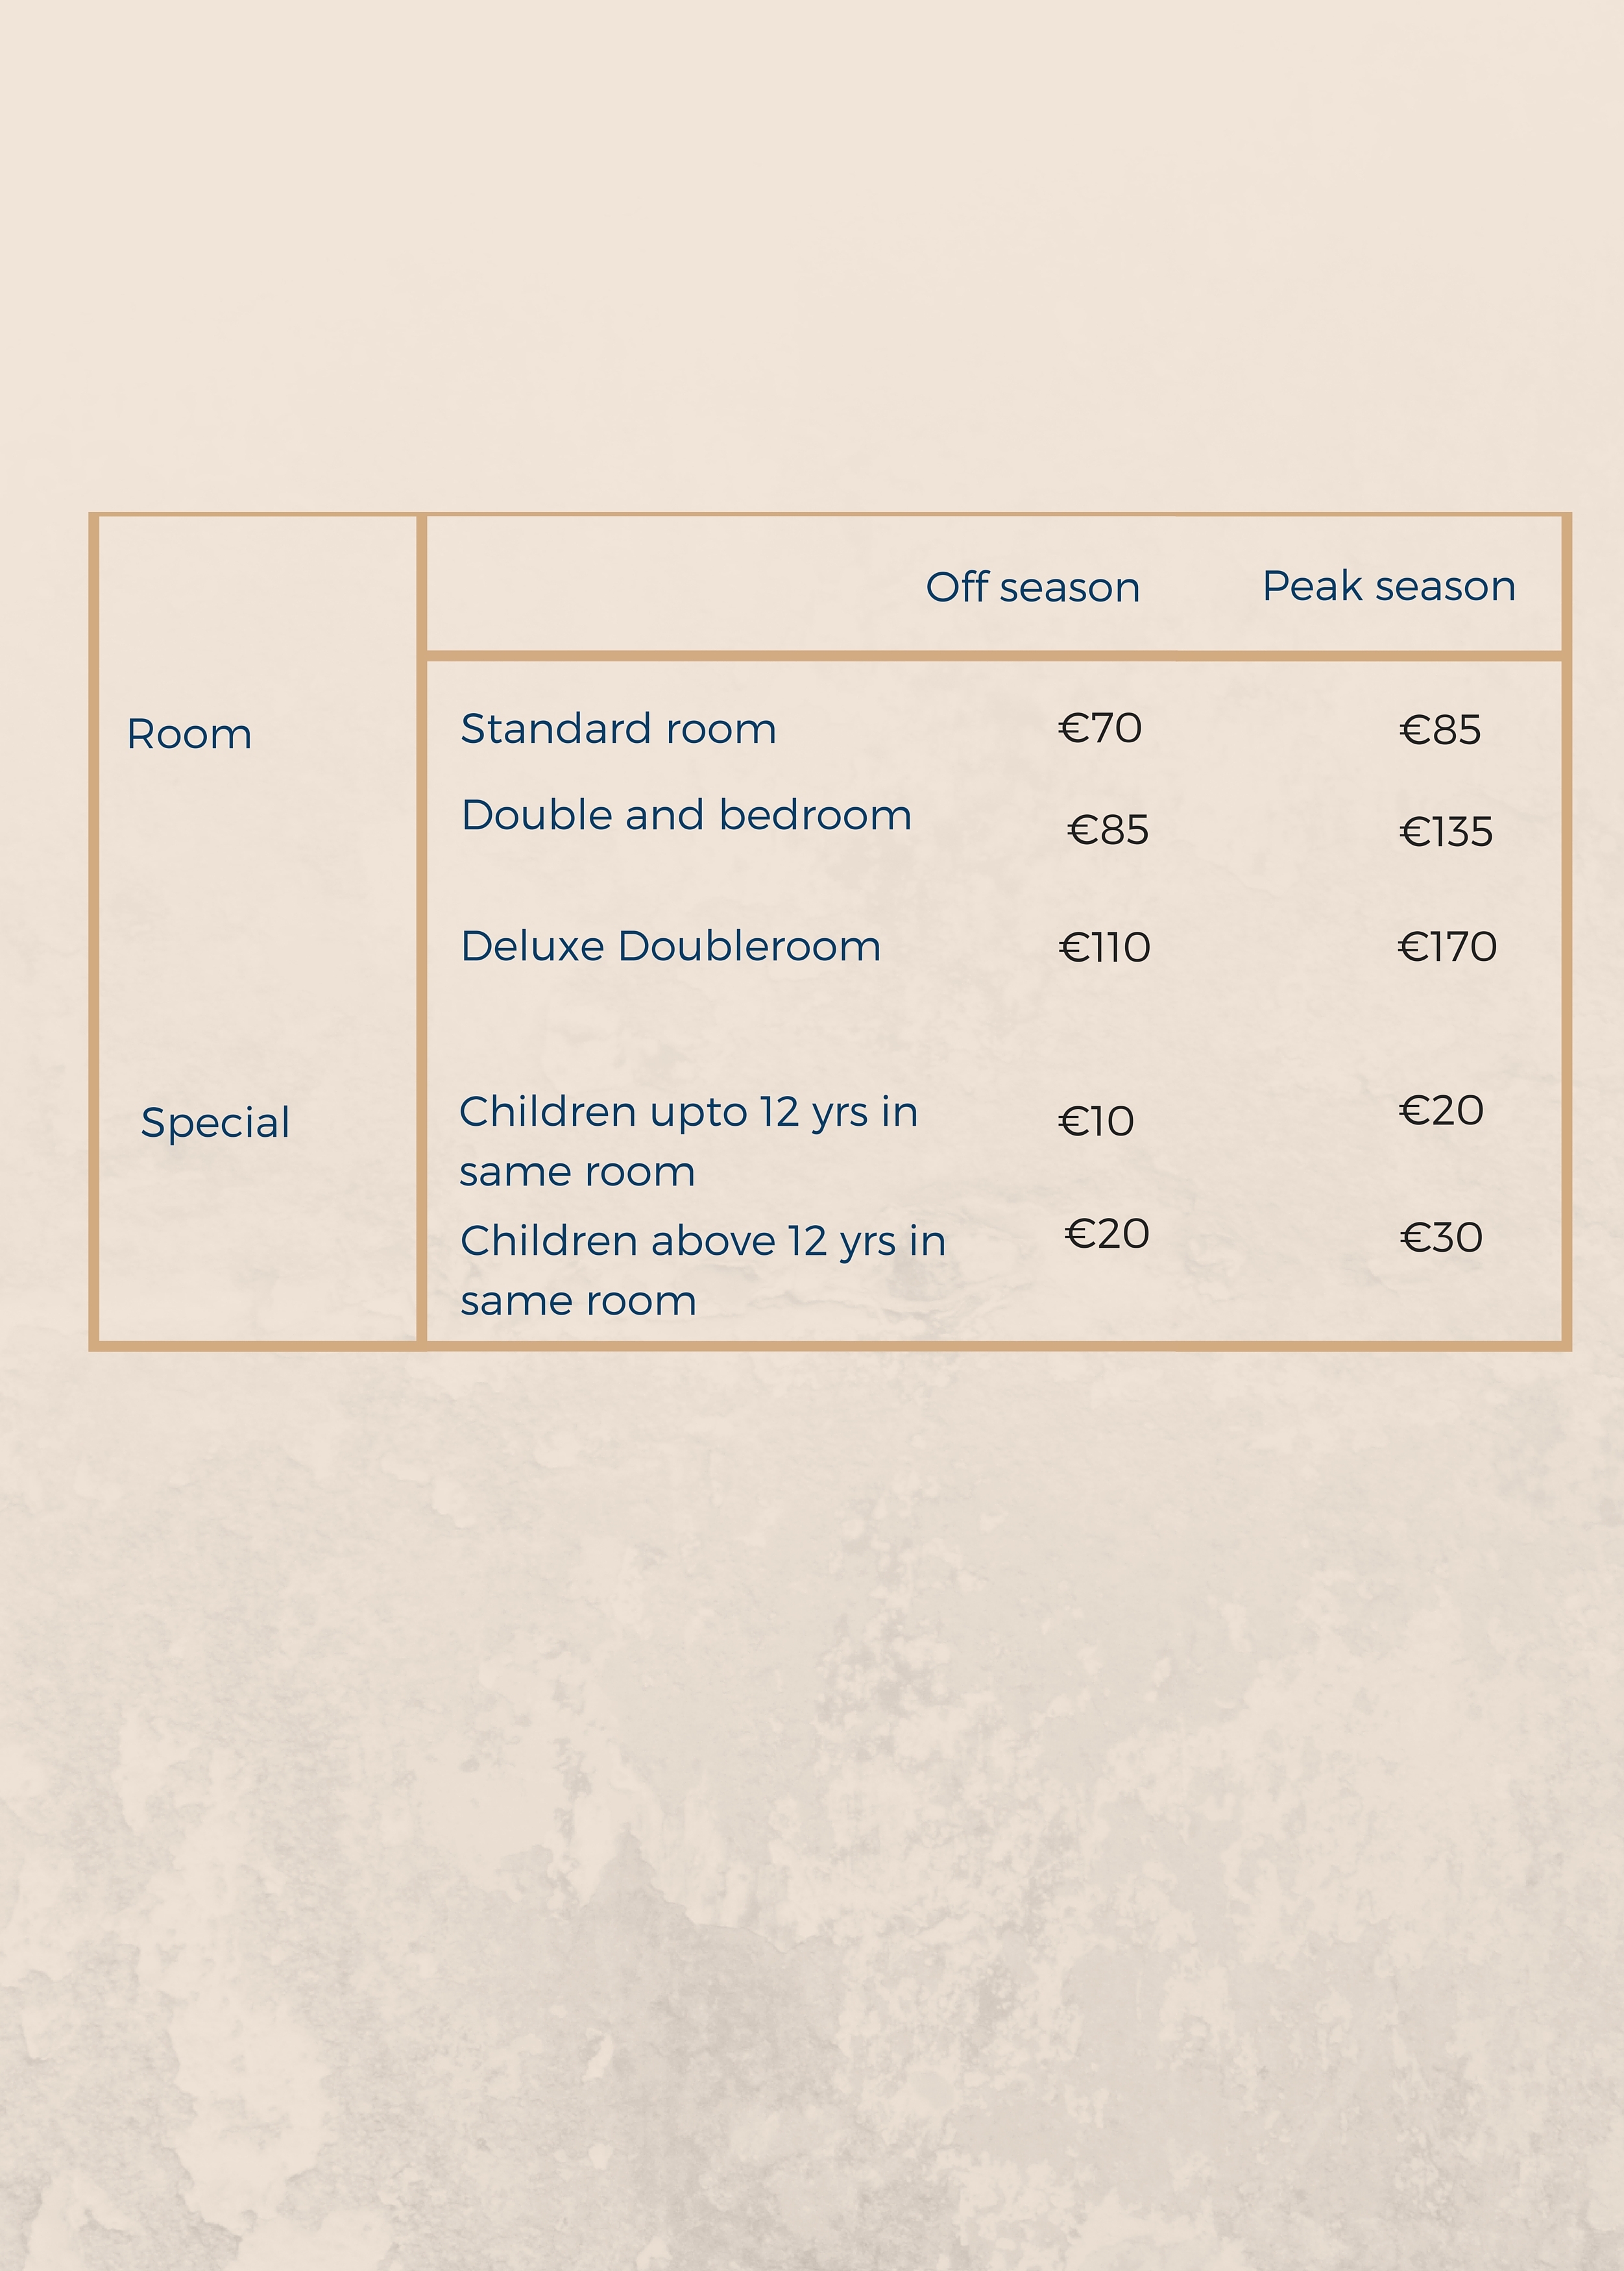 Off season Peak season
Room Standard room €70 €85
Double and bedroom €85 €135
Deluxe Doubleroom €110 €170
Special Children upto 12 yrs in €10 €20
same room
Children above 12 yrs in €20 €30
same room